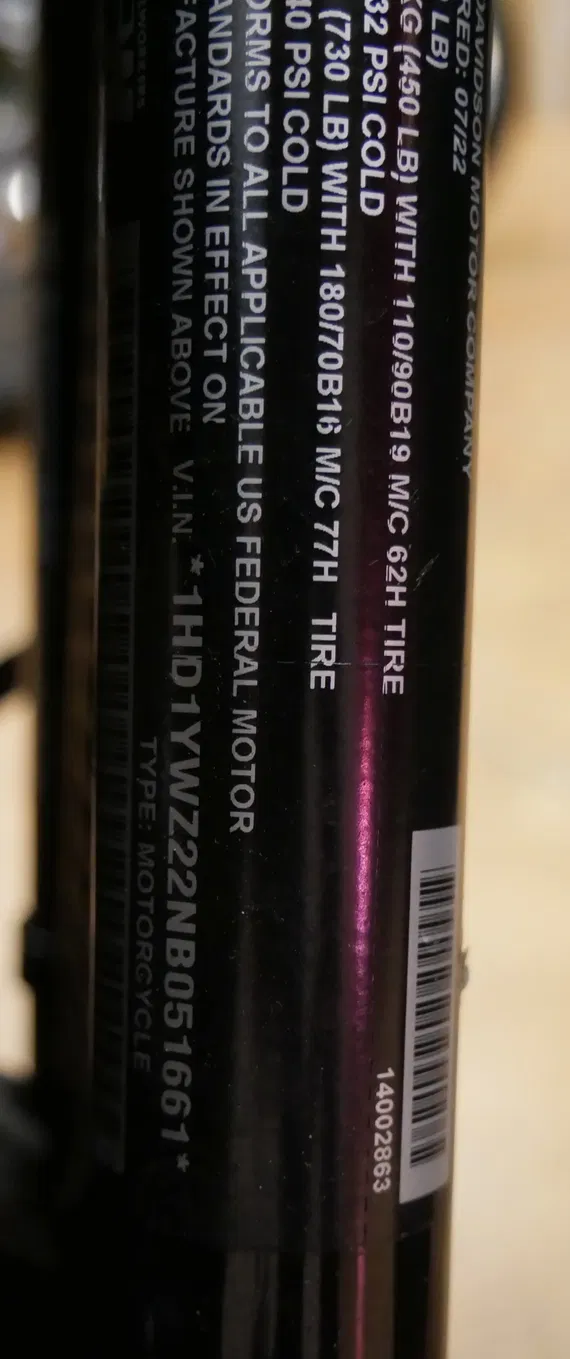 DAVIDSON MOTOR COMPANY
RED: 07/22
LB)
KG (450 LB) WITH 110/90B19 M/C 62H TIRE
32 PSI COLD
(730 LB) WITH 180/70B16 M/C 77H TIRE
40 PSI COLD
ORMS TO ALL APPLICABLE US FEDERAL MOTOR
ANDARDS IN EFFECT ON
FACTURE SHOWN ABOVE V.I.N. *1HD1YWZ22NB051661*
TYPE: MOTORCYCLE
14002863